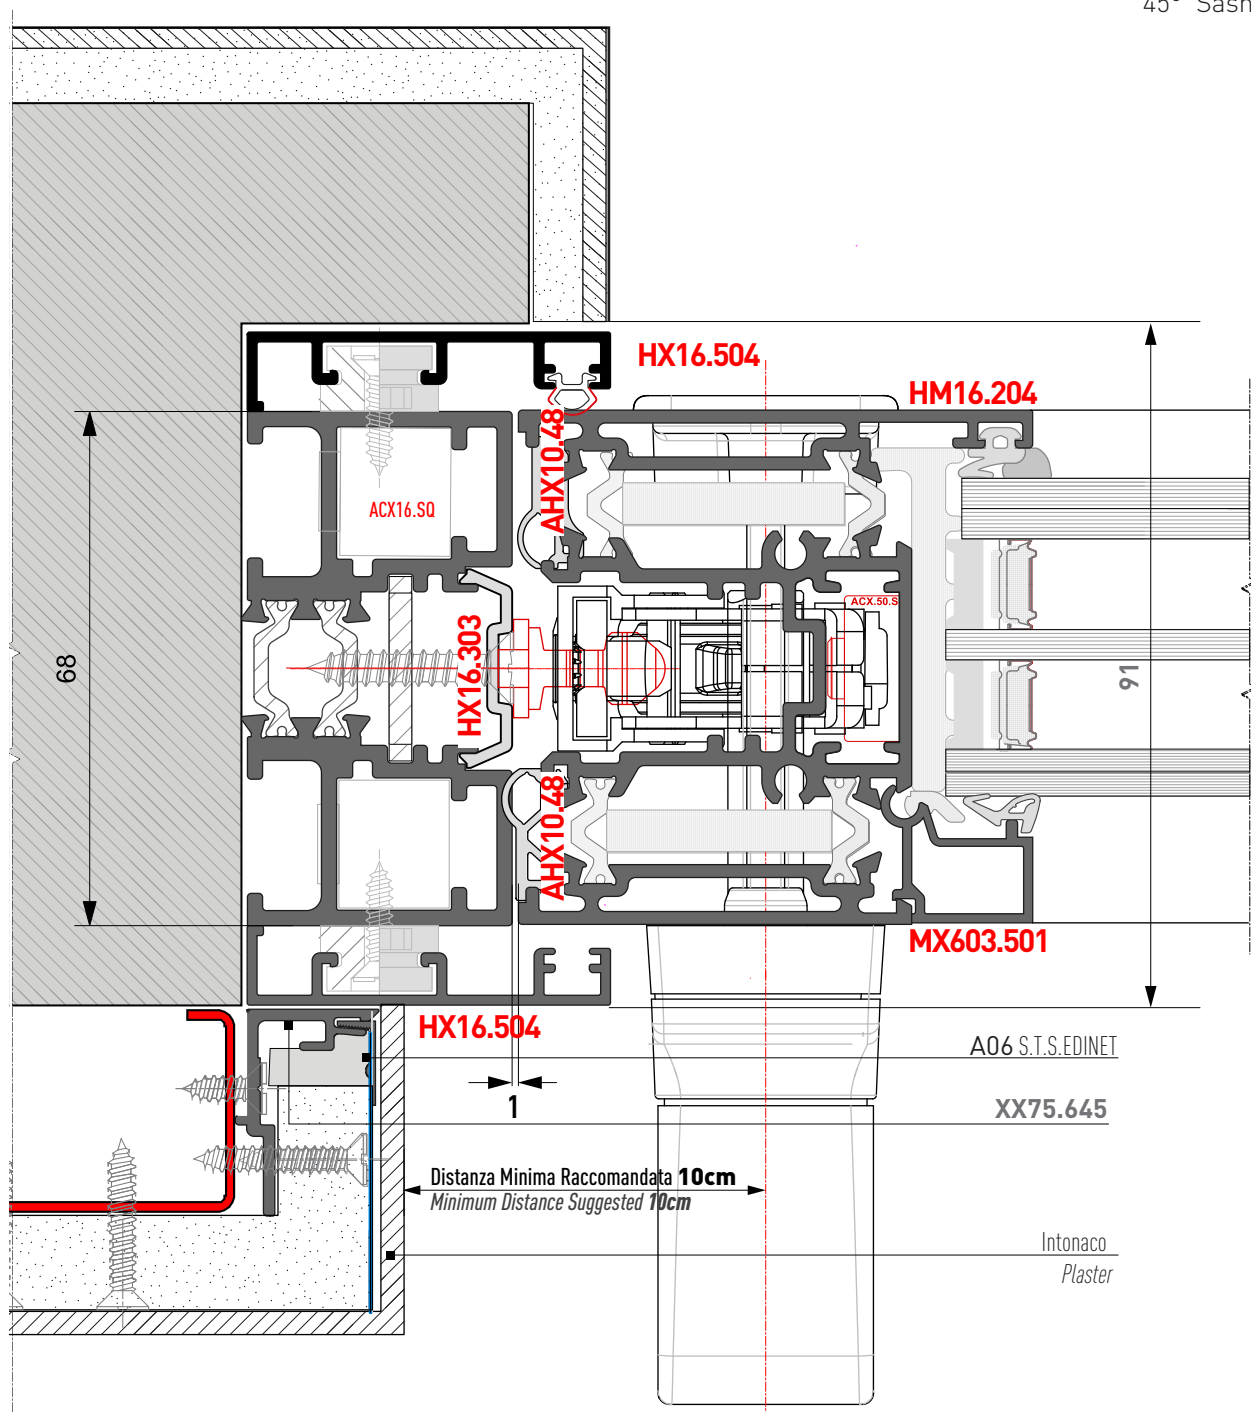 45° Sash
HX16.504
HM16.204
AHX10.48
ACX16.SQ
ACX.50.S
HX16.303
68
91
AHX10.48
MX603.501
HX16.504
A06 S.T.S.EDINET
1
XX75.645
Distanza Minima Raccomandata 10cm
Minimum Distance Suggested 10cm
Intonaco
Plaster